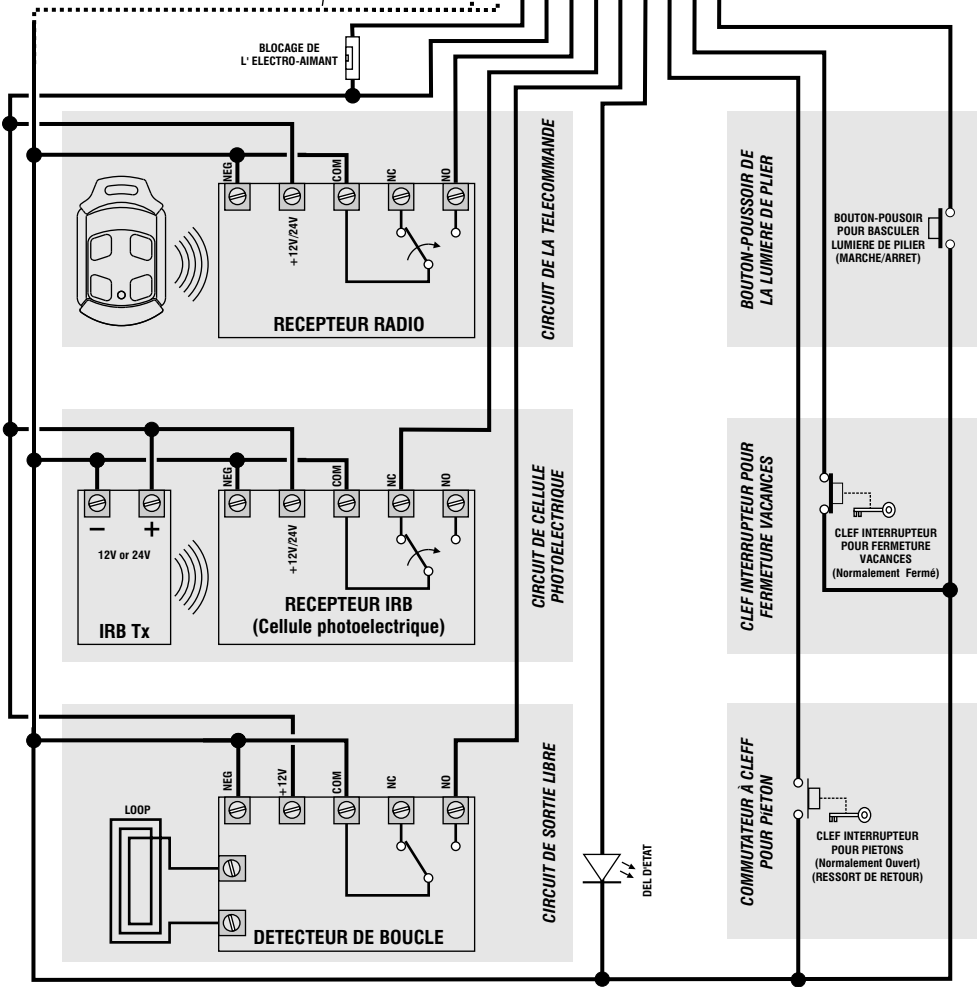 BLOCAGE DE
L' ELECTRO-AIMANT
NEG
+12V/24V
COM
NC
NO
RECEPTEUR RADIO
CIRCUIT DE LA TELECOMMANDE
BOUTON-POUSSOIR DE
LA LUMIERE DE PLIER
BOUTON-POUSOIR
POUR BASCULER
LUMIERE DE PILIER
(MARCHE/ARRET)
– +
12V or 24V
IRB Tx
NEG
+12V/24V
COM
NC
NO
RECEPTEUR IRB
(Cellule photoelectrique)
CIRCUIT DE CELLULE
PHOTOELECTRIQUE
CLEF INTERRUPTEUR POUR
FERMETURE VACANCES
CLEF INTERRUPTEUR
POUR FERMETURE
VACANCES
(Normalement Fermé)
LOOP
NEG
+12V
COM
NC
NO
DETECTEUR DE BOUCLE
CIRCUIT DE SORTIE LIBRE
DEL D'ETAT
COMMUTATEUR À CLEFF
POUR PiETON
CLEF INTERRUPTEUR
POUR PIETONS
(Normalement Ouvert)
(RESSORT DE RETOUR)